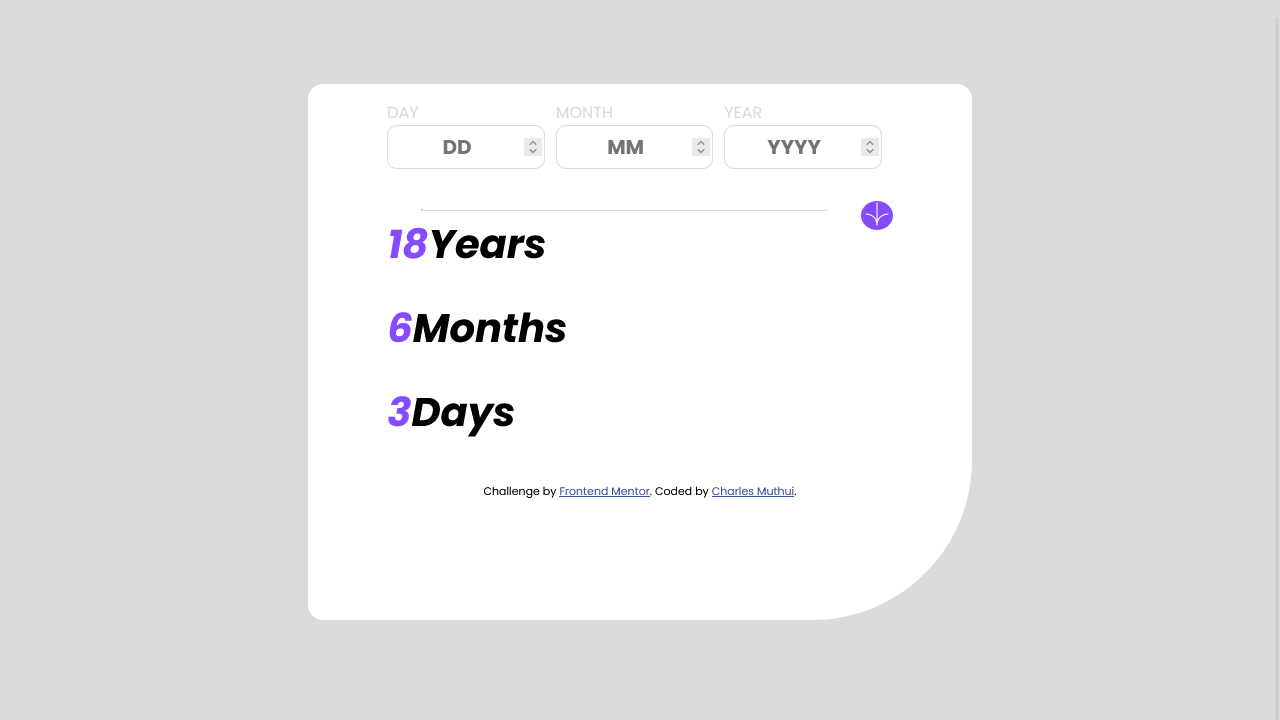 DAY MONTH YEAR
DD MM YYYY
18Years
6Months
3Days
Challenge by Frontend Mentor. Coded by Charles Muthui.